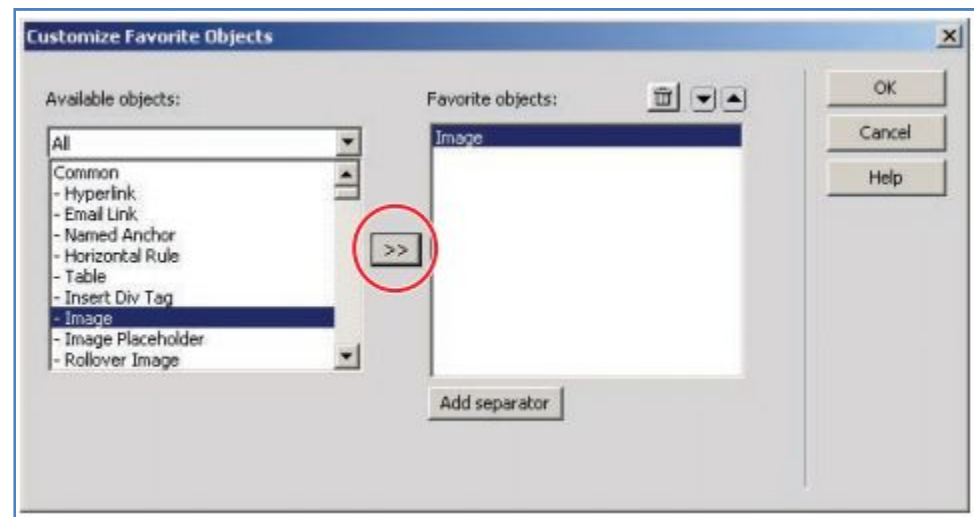 Customize Favorite Objects
Available objects:
All
Common
- Hyperlink
- Email Link
- Named Anchor
- Horizontal Rule
- Table
- Insert Div Tag
- Image
- Image Placeholder
- Rollover Image
>>
Favorite objects:
Image
Add separator
OK
Cancel
Help